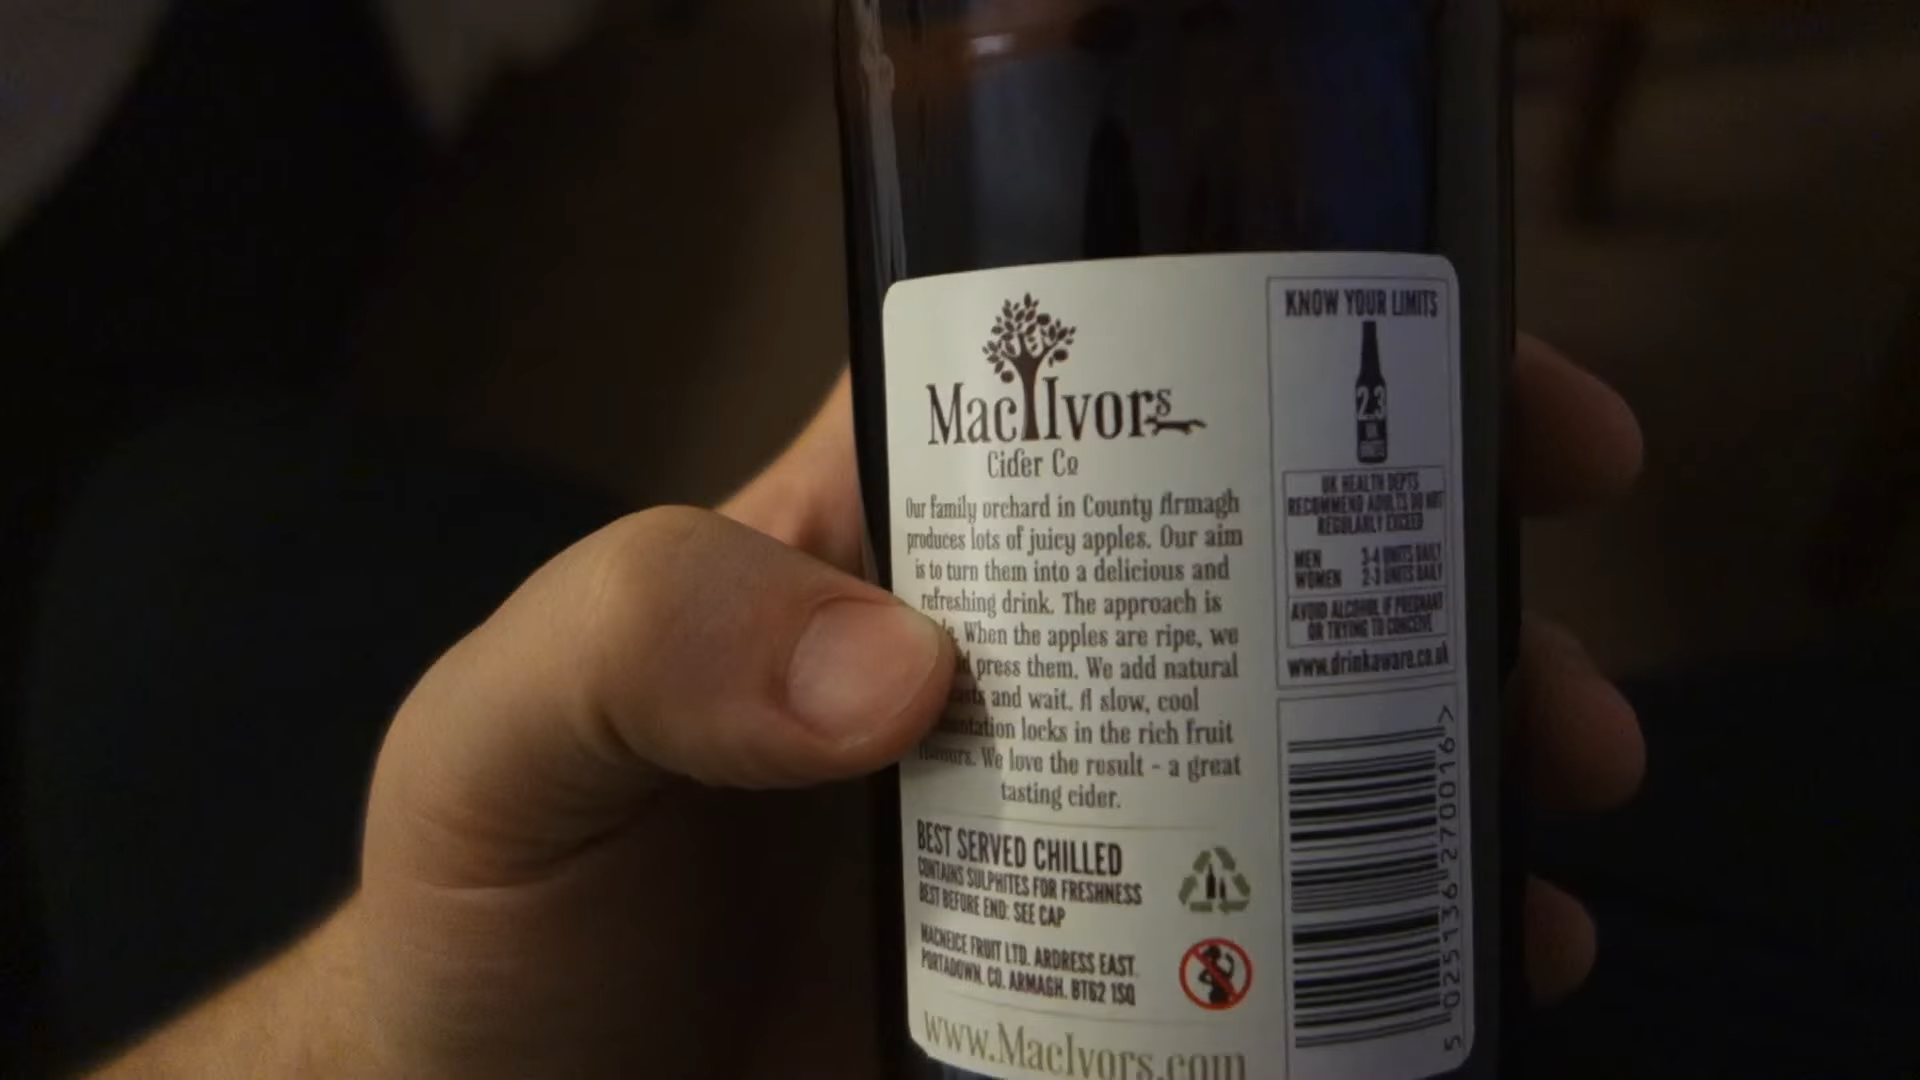 MacIvors
Cider Co
Our family orchard in County Armagh
produces lots of juicy apples. Our aim
is to turn them into a delicious and
refreshing drink. The approach is
When the apples are ripe, we
press them. We add natural
and wait. A slow, cool
locks in the rich fruit
flavours. We love the result - a great
tasting cider.
BEST SERVED CHILLED
CONTAINS SULPHITES FOR FRESHNESS
BEST BEFORE END: SEE CAP
MACNEICE FRUIT LTD. ARDRESS EAST.
PORTADOWN. CO. ARMAGH. BT62 1SQ
www.MacIvors.com
KNOW YOUR LIMITS
2.3
UK
UNITS
UK HEALTH DEPTS
RECOMMEND ADULTS DO NOT
REGULARLY EXCEED
MEN 3-4 UNITS DAILY
WOMEN 2-3 UNITS DAILY
AVOID ALCOHOL IF PREGNANT
OR TRYING TO CONCEIVE
www.drinkaware.co.uk
5 025136 270016 >